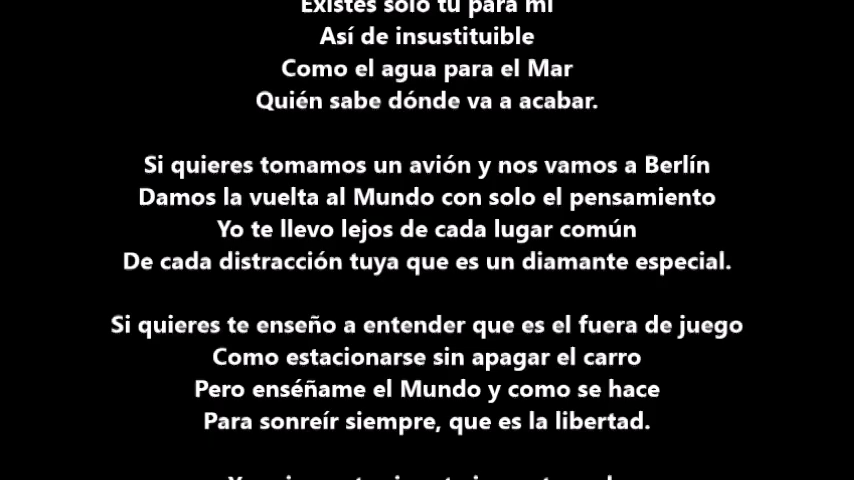 Existes solo tú para mí
Así de insustituible
Como el agua para el Mar
Quién sabe dónde va a acabar.
Si quieres tomamos un avión y nos vamos a Berlín
Damos la vuelta al Mundo con solo el pensamiento
Yo te llevo lejos de cada lugar común
De cada distracción tuya que es un diamante especial.
Si quieres te enseño a entender que es el fuera de juego
Como estacionarse sin apagar el carro
Pero enséñame el Mundo y como se hace
Para sonreír siempre, que es la libertad.